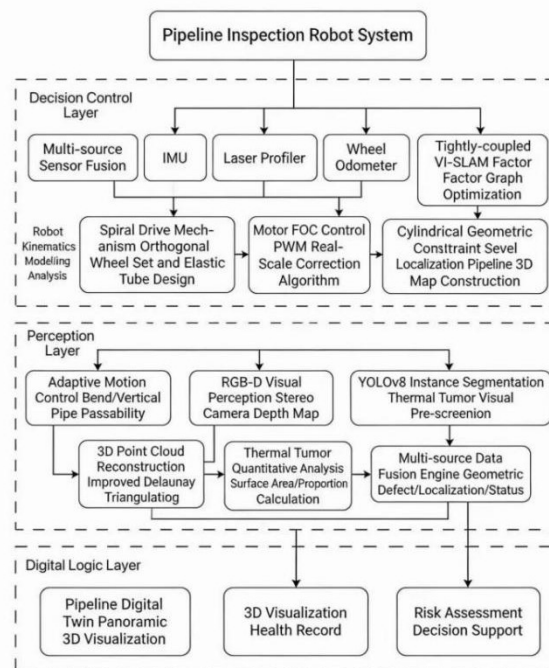 Pipeline Inspection Robot System
Decision Control
Layer
Multi-source
Sensor Fusion
IMU
Laser Profiler
Wheel
Odometer
Tightly-coupled
VI-SLAM Factor
Factor Graph
Optimization
Robot
Kinematics
Modeling
Analysis
Spiral Drive Mech-
anism Orthogonal
Wheel Set and Elastic
Tube Design
Motor FOC Control
PWM Real-
Scale Correction
Algorithm
Cylindrical Geometric
Consttraint Sevel
Localization Pipeline 3D
Map Construction
Perception
Layer
Adaptive Motion
Control Bend/Vertical
Pipe Passability
RGB-D Visual
Perception Stereo
Camera Depth Map
YOLOv8 Instance Segmentation
Thermal Tumor Visual
Pre-screenion
3D Point Cloud
Reconstruction
Improved Delaunay
Triangulatiog
Thermal Tumor
Quantitative Analysis
Surface Area/Proportion
Calculation
Multi-source Data
Fusion Engine Geometric
Defect/Localization/Status
Digital Logic Layer
Pipeline Digital
Twin Panoramic
3D Visualization
3D Visualization
Health Record
Risk Assessment
Decision Support